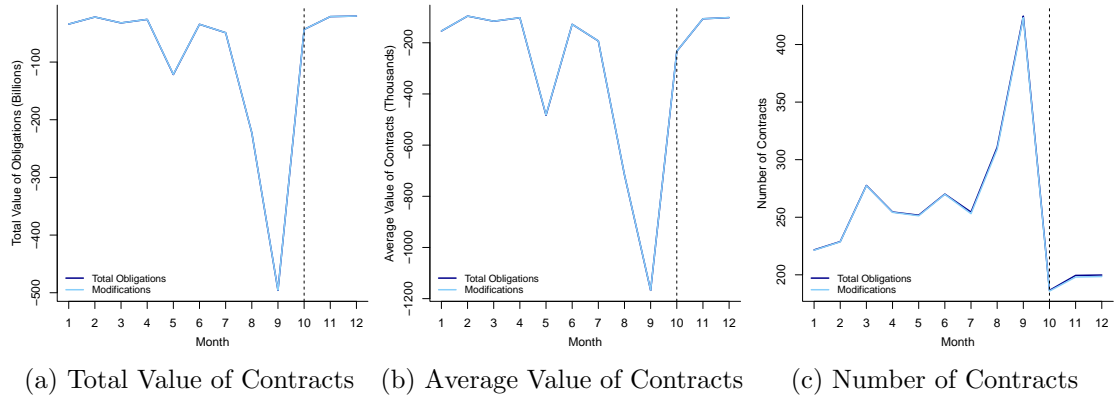 Total Value of Obligations (Billions)
−100
−200
−300
−400
−500
Total Obligations
Modifications
1 2 3 4 5 6 7 8 9 10 11 12
Month
(a) Total Value of Contracts
Average Value of Contracts (Thousands)
−200
−400
−600
−800
−1000
−1200
Total Obligations
Modifications
1 2 3 4 5 6 7 8 9 10 11 12
Month
(b) Average Value of Contracts
Number of Contracts
400
350
300
250
200
Total Obligations
Modifications
1 2 3 4 5 6 7 8 9 10 11 12
Month
(c) Number of Contracts